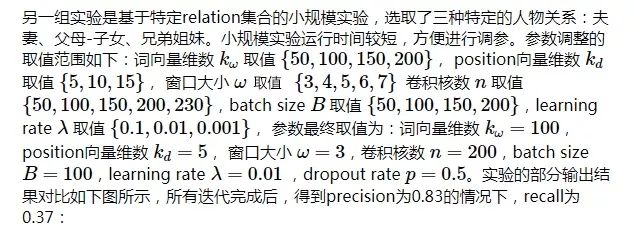 另一组实验是基于特定relation集合的小规模实验，选取了三种特定的人物关系：夫
妻、父母-子女、兄弟姐妹。小规模实验运行时间较短，方便进行调参。参数调整的
取值范围如下：词向量维数 kω 取值 {50, 100, 150, 200}， position向量维数 kd
取值 {5, 10, 15}， 窗口大小 ω 取值 {3, 4, 5, 6, 7} 卷积核数 n 取值
{50, 100, 150, 200, 230}，batch size B 取值 {50, 100, 150, 200}，learning
rate λ 取值 {0.1, 0.01, 0.001}， 参数最终取值为：词向量维数 kω = 100，
position向量维数 kd = 5， 窗口大小 ω = 3，卷积核数 n = 200，batch size
B = 100，learning rate λ = 0.01 ，dropout rate p = 0.5。实验的部分输出结
果对比如下图所示，所有迭代完成后，得到precision为0.83的情况下，recall为
0.37：